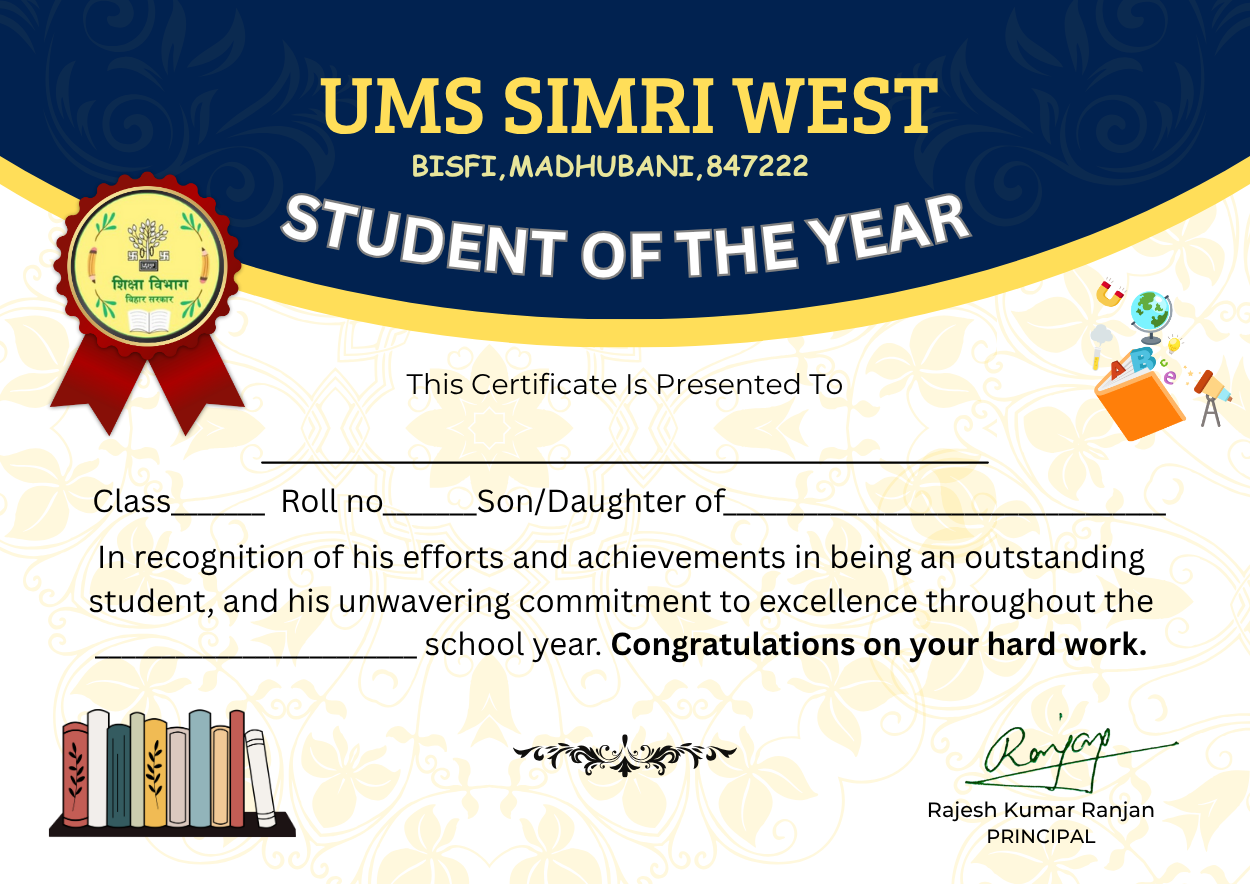 UMS SIMRI WEST
BISFI,MADHUBANI,847222
STUDENT OF THE YEAR
शिक्षा विभाग
बिहार सरकार
This Certificate Is Presented To
____________________
Class______ Roll no______Son/Daughter of____________________________
In recognition of his efforts and achievements in being an outstanding
student, and his unwavering commitment to excellence throughout the
____________________ school year. Congratulations on your hard work.
A B C e
Ranjan
Rajesh Kumar Ranjan
PRINCIPAL